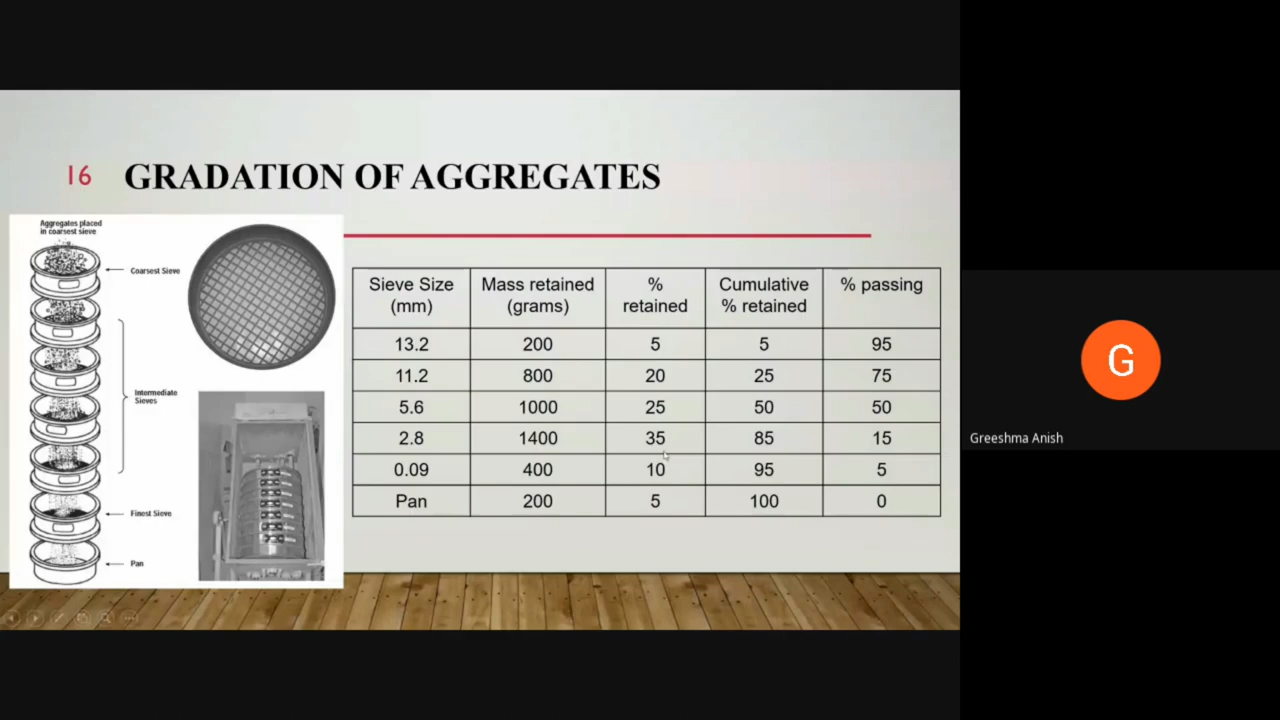 16 GRADATION OF AGGREGATES
Aggregates placed
in coarsest sieve
Coarsest Sieve
Intermediate
Sieves
Finest Sieve
Pan
Sieve Size (mm) Mass retained (grams) % retained Cumulative % retained % passing
13.2 200 5 5 95
11.2 800 20 25 75
5.6 1000 25 50 50
2.8 1400 35 85 15
0.09 400 10 95 5
Pan 200 5 100 0
G
Greeshma Anish